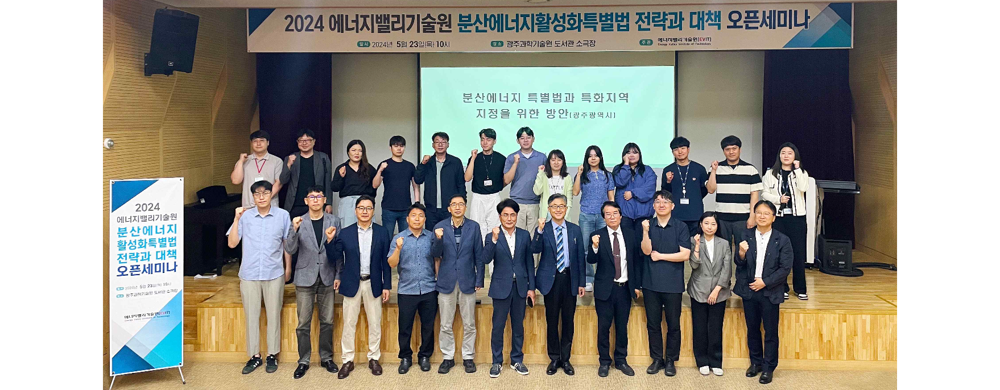 2024 에너지밸리기술원 분산에너지활성화특별법 전략과 대책 오픈세미나
일시 2024년 5월 23일(목) 10시 장소 광주과학기술원 도서관 소극장 주관 에너지밸리기술원[EVIT]
Energy Valley Institute of Technology
분산에너지 특별법과 특화지역
지정을 위한 방안(광주광역시)
2024
에너지밸리기술원
분산에너지
활성화특별법
전략과 대책
오픈세미나
일시 2024년 5월 23일(목) 10시
장소 광주과학기술원 도서관 소극장
에너지밸리기술원[EVIT]
Energy Valley Institute of Technology
JBL